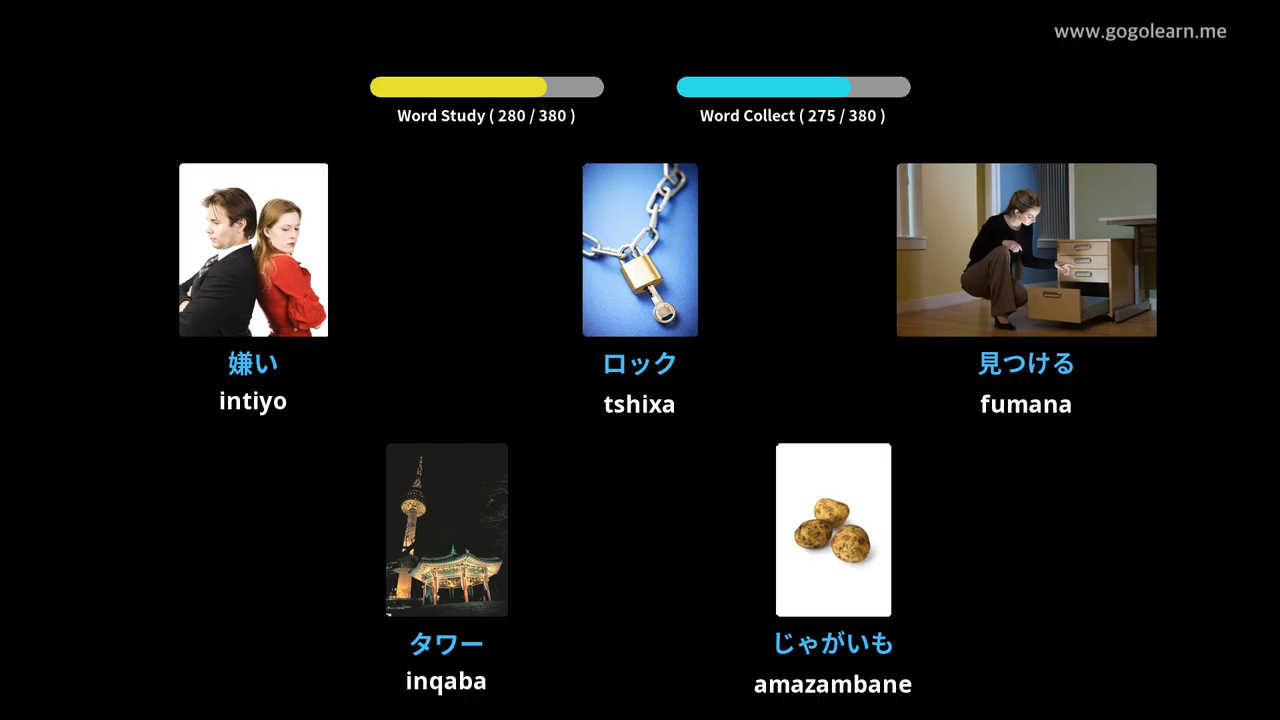 www.gogolearn.me
Word Study ( 280 / 380 )
Word Collect ( 275 / 380 )
嫌い
intiyo
ロック
tshixa
見つける
fumana
タワー
inqaba
じゃがいも
amazambane